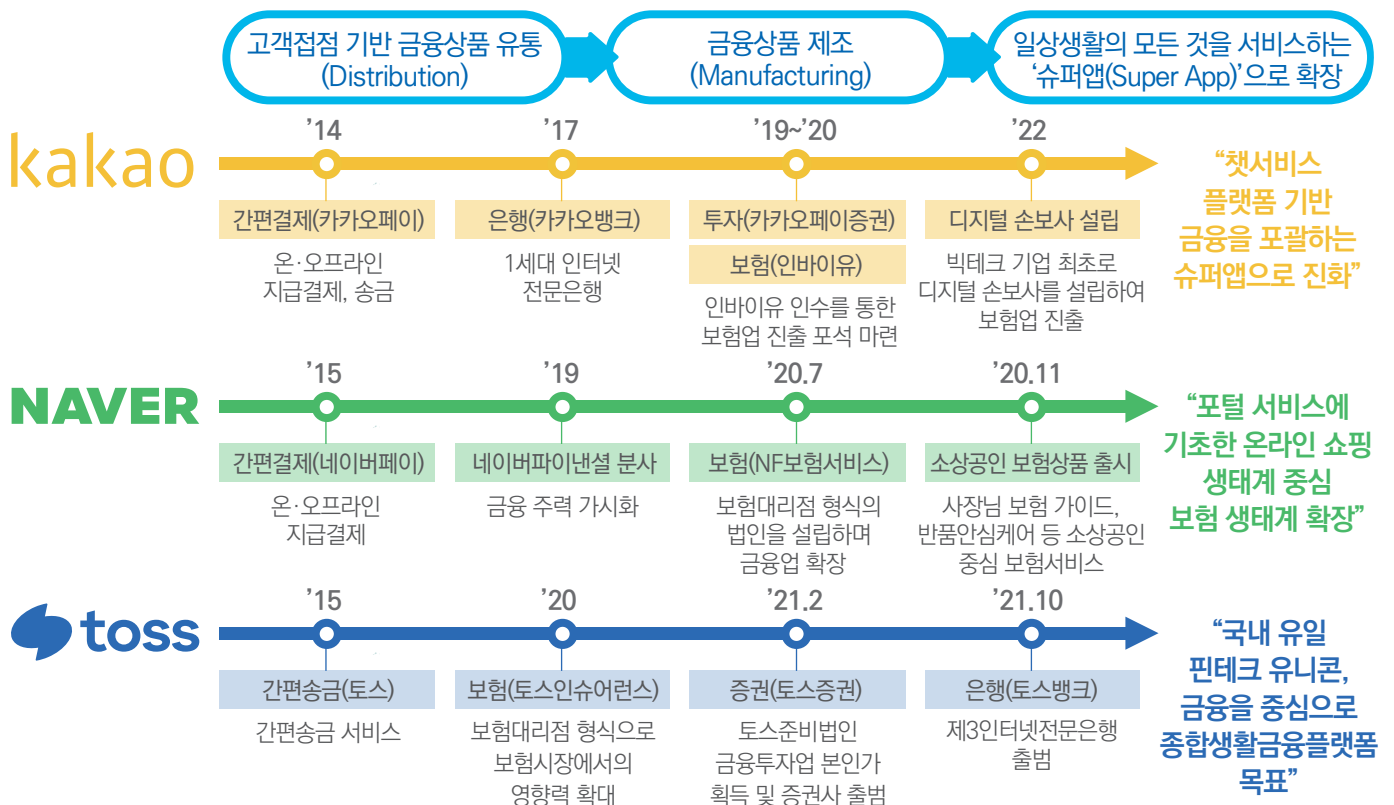 고객접점 기반 금융상품 유통
(Distribution)
금융상품 제조
(Manufacturing)
일상생활의 모든 것을 서비스하는
‘슈퍼앱(Super App)’으로 확장
kakao
’14
’17
’19~’20
’22
간편결제(카카오페이)
온·오프라인
지급결제, 송금
은행(카카오뱅크)
1세대 인터넷
전문은행
투자(카카오페이증권)
보험(인바이유)
인바이유 인수를 통한
보험업 진출 포석 마련
디지털 손보사 설립
빅테크 기업 최초로
디지털 손보사를 설립하여
보험업 진출
“챗서비스
플랫폼 기반
금융을 포괄하는
슈퍼앱으로 진화”
NAVER
’15
’19
’20.7
’20.11
간편결제(네이버페이)
온·오프라인
지급결제
네이버파이낸셜 분사
금융 주력 가시화
보험(NF보험서비스)
보험대리점 형식의
법인을 설립하며
금융업 확장
소상공인 보험상품 출시
사장님 보험 가이드,
반품안심케어 등 소상공인
중심 보험서비스
“포털 서비스에
기초한 온라인 쇼핑
생태계 중심
보험 생태계 확장”
toss
’15
’20
’21.2
’21.10
간편송금(토스)
간편송금 서비스
보험(토스인슈어런스)
보험대리점 형식으로
보험시장에서의
영향력 확대
증권(토스증권)
토스준비법인
금융투자업 본인가
획득 및 증권사 출범
은행(토스뱅크)
제3인터넷전문은행
출범
“국내 유일
핀테크 유니콘,
금융을 중심으로
종합생활금융플랫폼
목표”